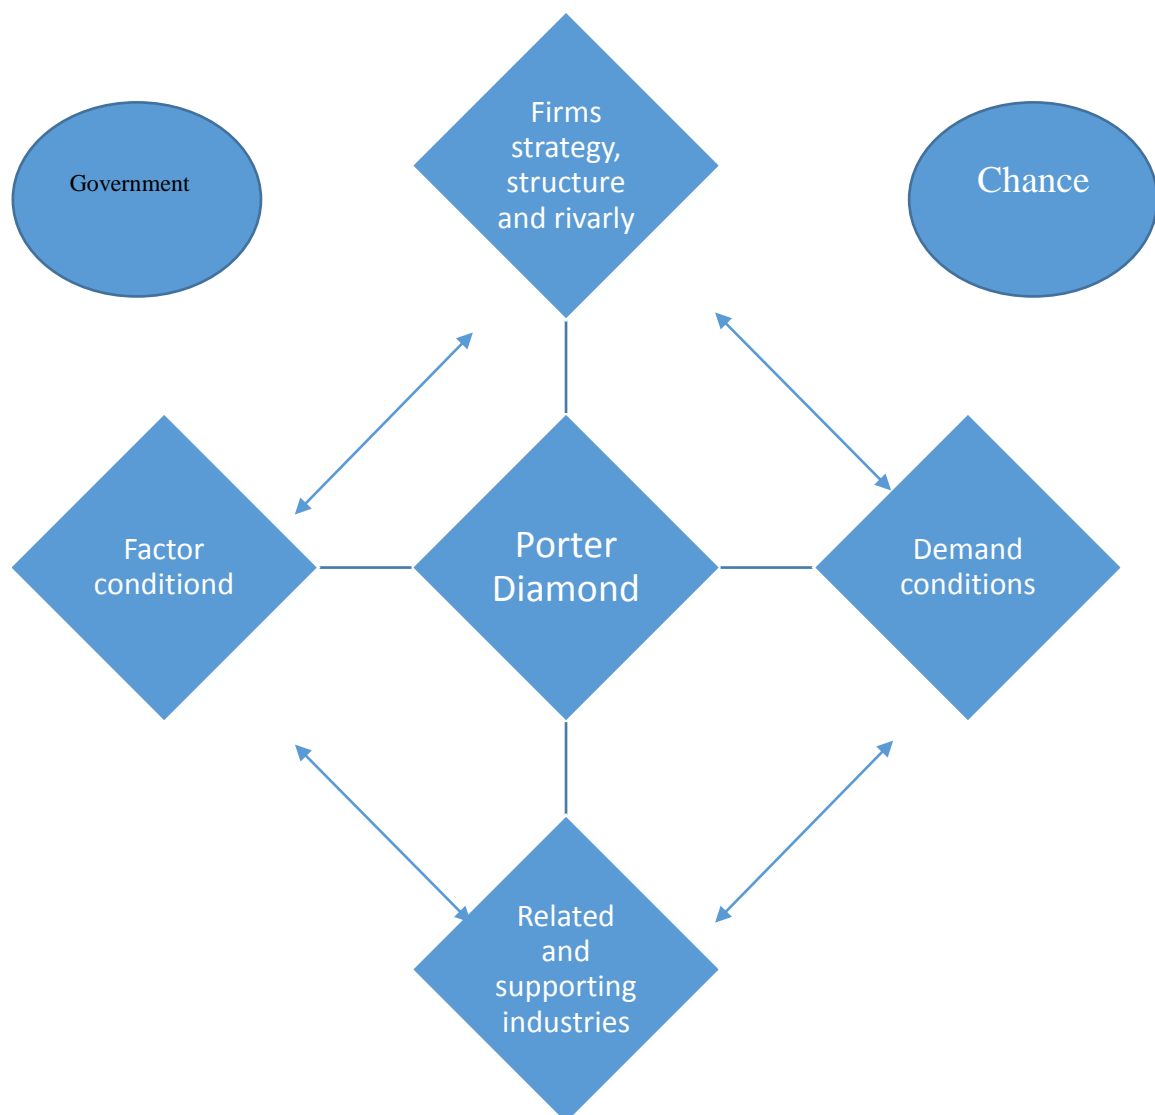 Firms
strategy,
structure
and rivarly
Government
Chance
Factor
conditiond
Porter
Diamond
Demand
conditions
Related
and
supporting
industries